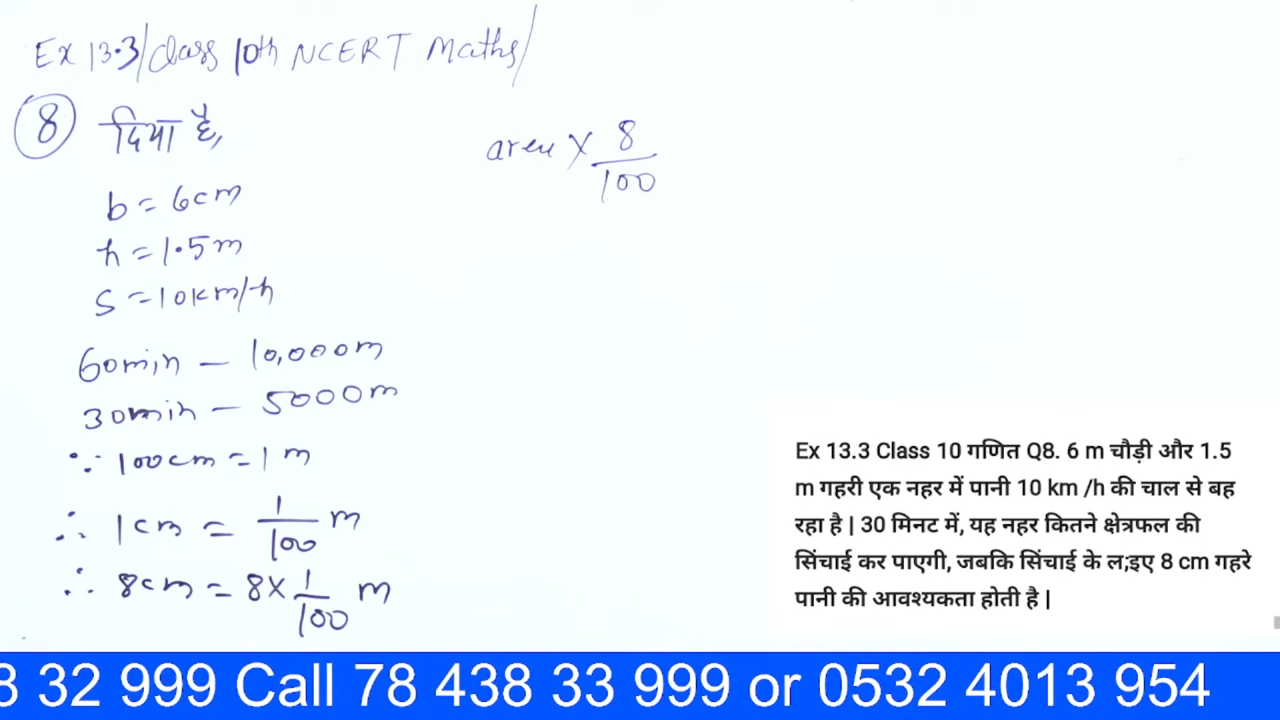 Ex 13.3/class 10th NCERT Maths/
8 दिया है,
b = 6cm
h = 1.5m
S = 10km/h
60min — 10,000m
30min — 5000m
∵ 100cm = 1 m
∴ 1cm = 1/100 m
∴ 8cm = 8 × 1/100 m
area × 8/100
Ex 13.3 Class 10 गणित Q8. 6 m चौड़ी और 1.5
m गहरी एक नहर में पानी 10 km /h की चाल से बह
रहा है | 30 मिनट में, यह नहर कितने क्षेत्रफल की
सिंचाई कर पाएगी, जबकि सिंचाई के ल;इए 8 cm गहरे
पानी की आवश्यकता होती है |
8 32 999 Call 78 438 33 999 or 0532 4013 954